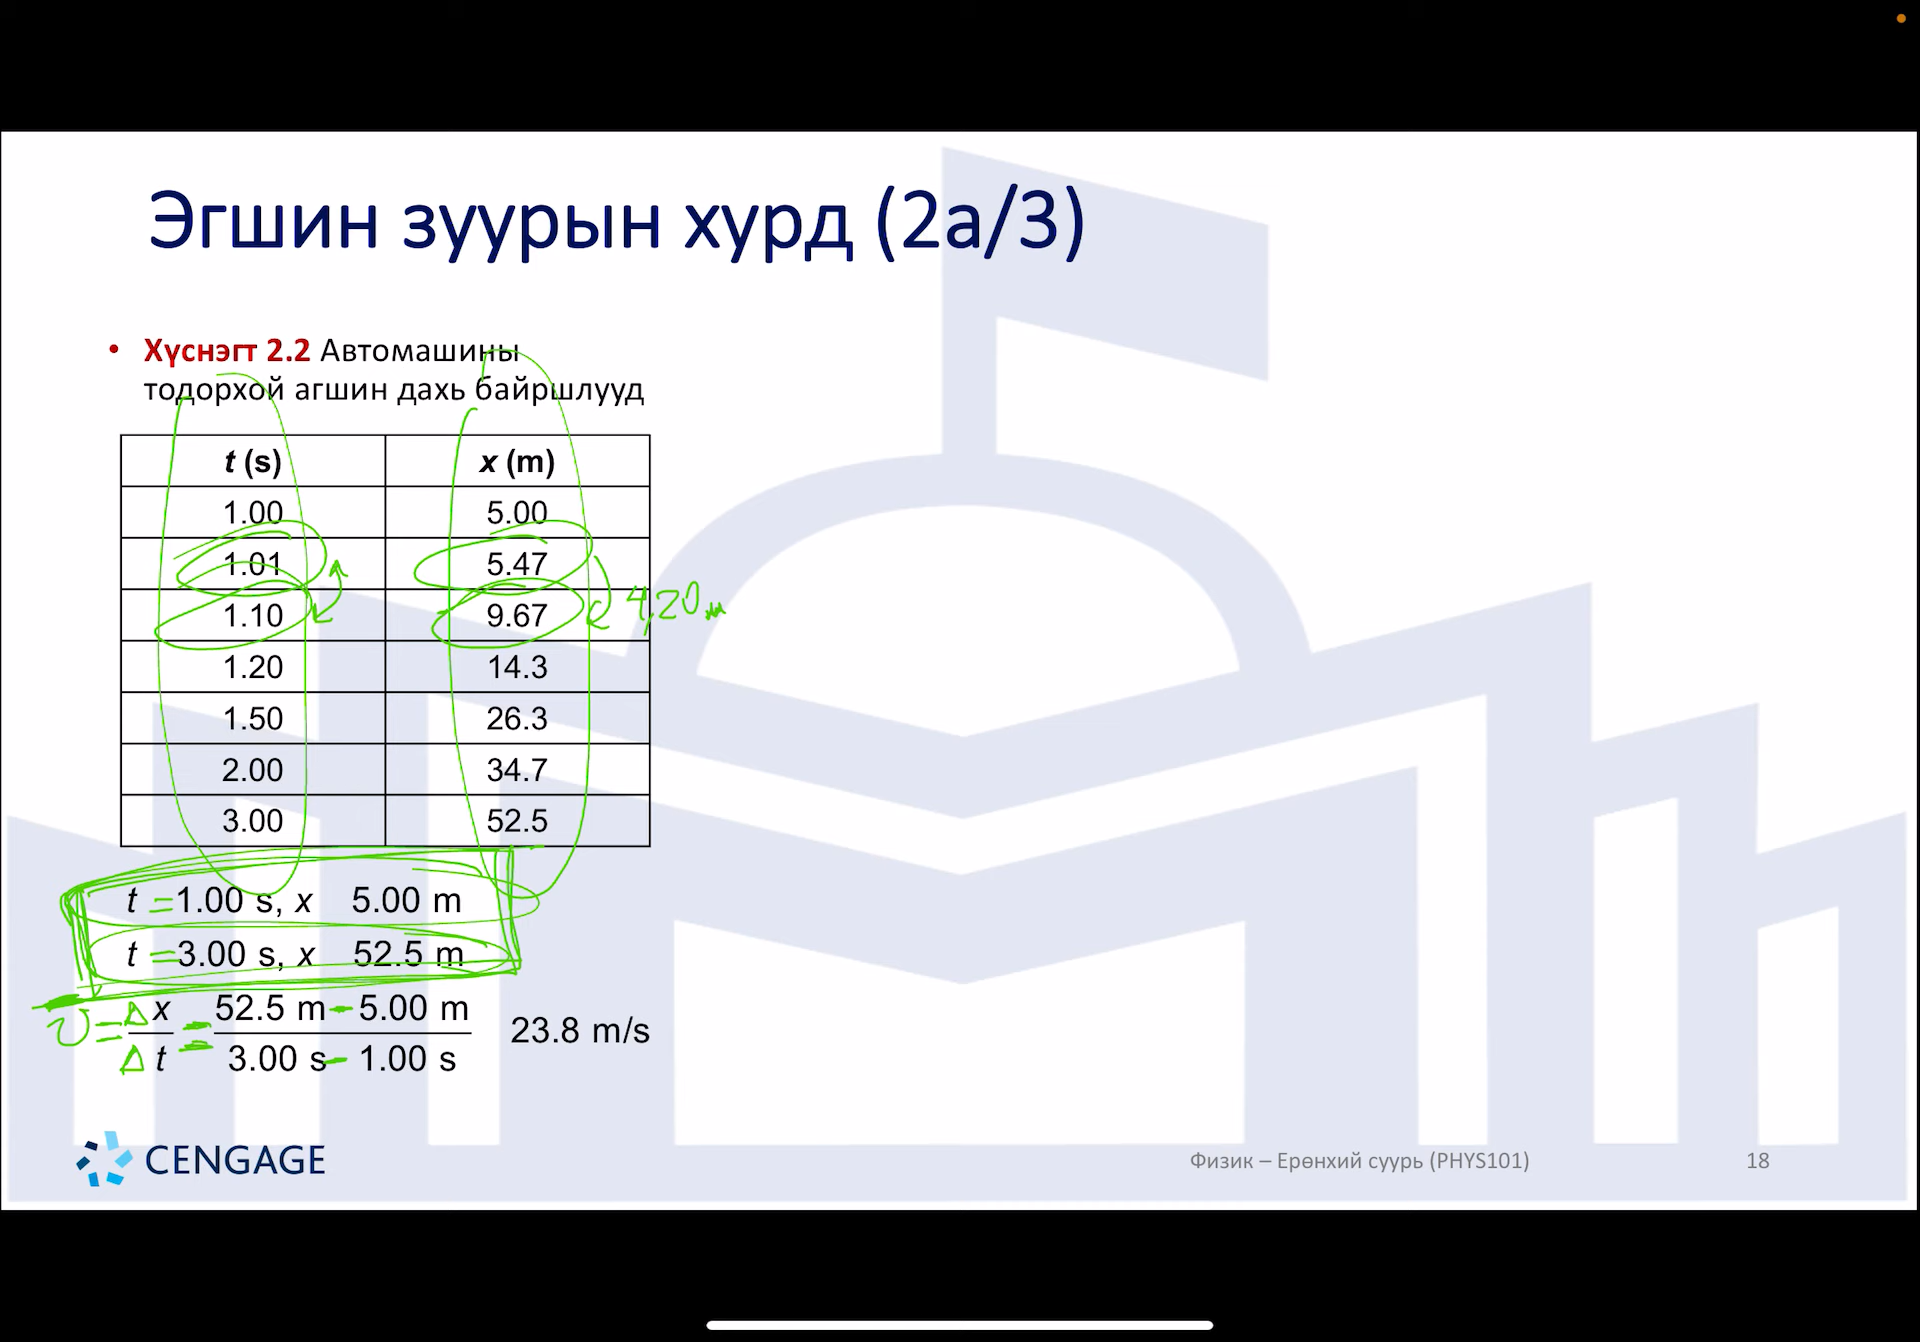 Эгшин зуурын хурд (2a/3)
• Хүснэгт 2.2 Автомашины
тодорхой агшин дахь байршлууд
t (s) x (m)
1.00 5.00
1.01 5.47
1.10 9.67
4,20 м
1.20 14.3
1.50 26.3
2.00 34.7
3.00 52.5
t = 1.00 s, x 5.00 m
t = 3.00 s, x 52.5 m
v = Δx/Δt = (52.5 m - 5.00 m)/(3.00 s - 1.00 s) 23.8 m/s
CENGAGE
Физик – Ерөнхий суурь (PHYS101) 18